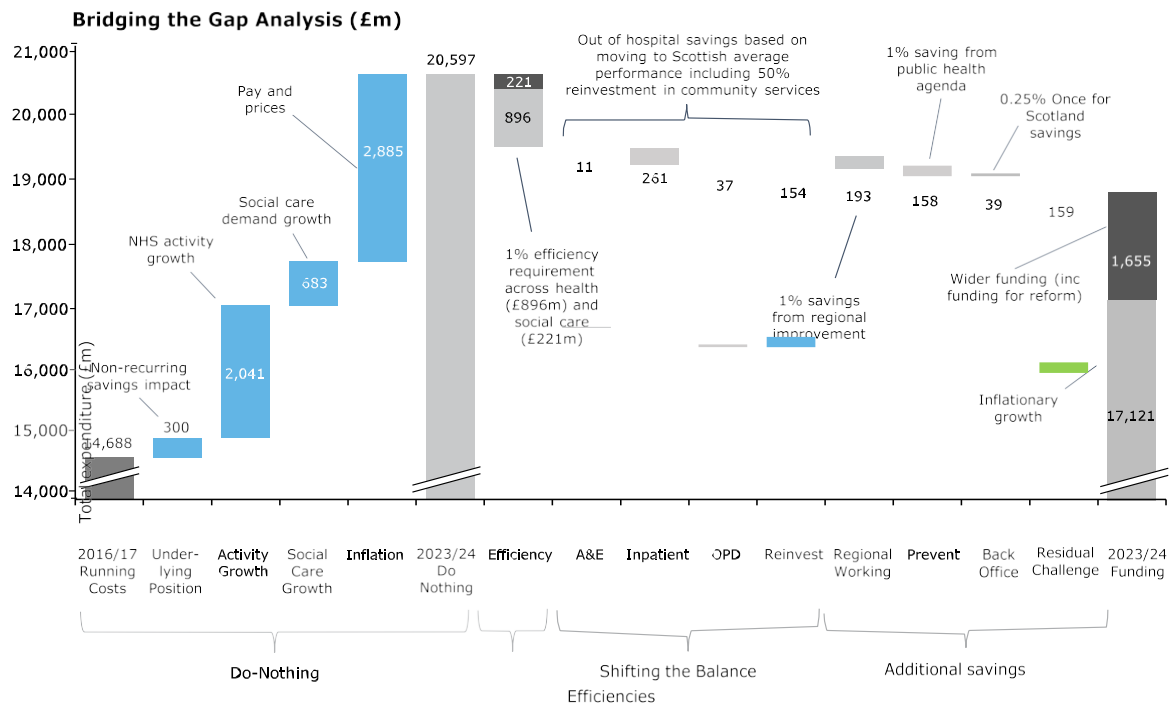 Bridging the Gap Analysis (£m)
Total expenditure (£m)
21,000
20,000
19,000
18,000
17,000
16,000
15,000
14,000
4,688
Non-recurring
savings impact
300
NHS activity
growth
2,041
Social care
demand growth
683
Pay and
prices
2,885
20,597
221
896
1% efficiency
requirement
across health
(£896m) and
social care
(£221m)
Out of hospital savings based on
moving to Scottish average
performance including 50%
reinvestment in community services
11
261
37
154
193
1% savings
from regional
improvement
1% saving from
public health
agenda
158
0.25% Once for
Scotland
savings
39
159
Wider funding (inc
funding for reform)
Inflationary
growth
1,655
17,121
2016/17
Running
Costs
Under-
lying
Position
Activity
Growth
Social
Care
Growth
Inflation
2023/24
Do
Nothing
Efficiency
A&E
Inpatient
OPD
Reinvest
Regional
Working
Prevent
Back
Office
Residual
Challenge
2023/24
Funding
Do-Nothing
Shifting the Balance
Efficiencies
Additional savings